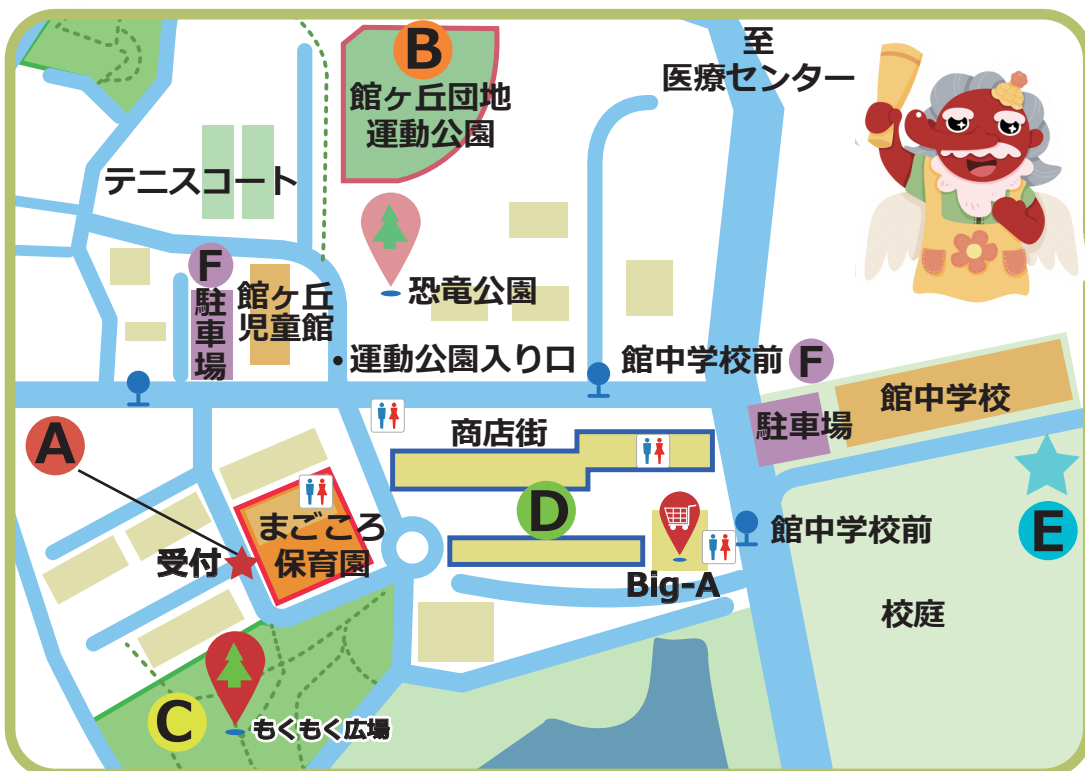 B
館ヶ丘団地
運動公園
至
医療センター
テニスコート
恐竜公園
F
駐車場
館ヶ丘
児童館
運動公園入り口
館中学校前
F
駐車場
館中学校
A
商店街
D
まごころ
保育園
受付
Big-A
館中学校前
E
校庭
C
もくもく広場